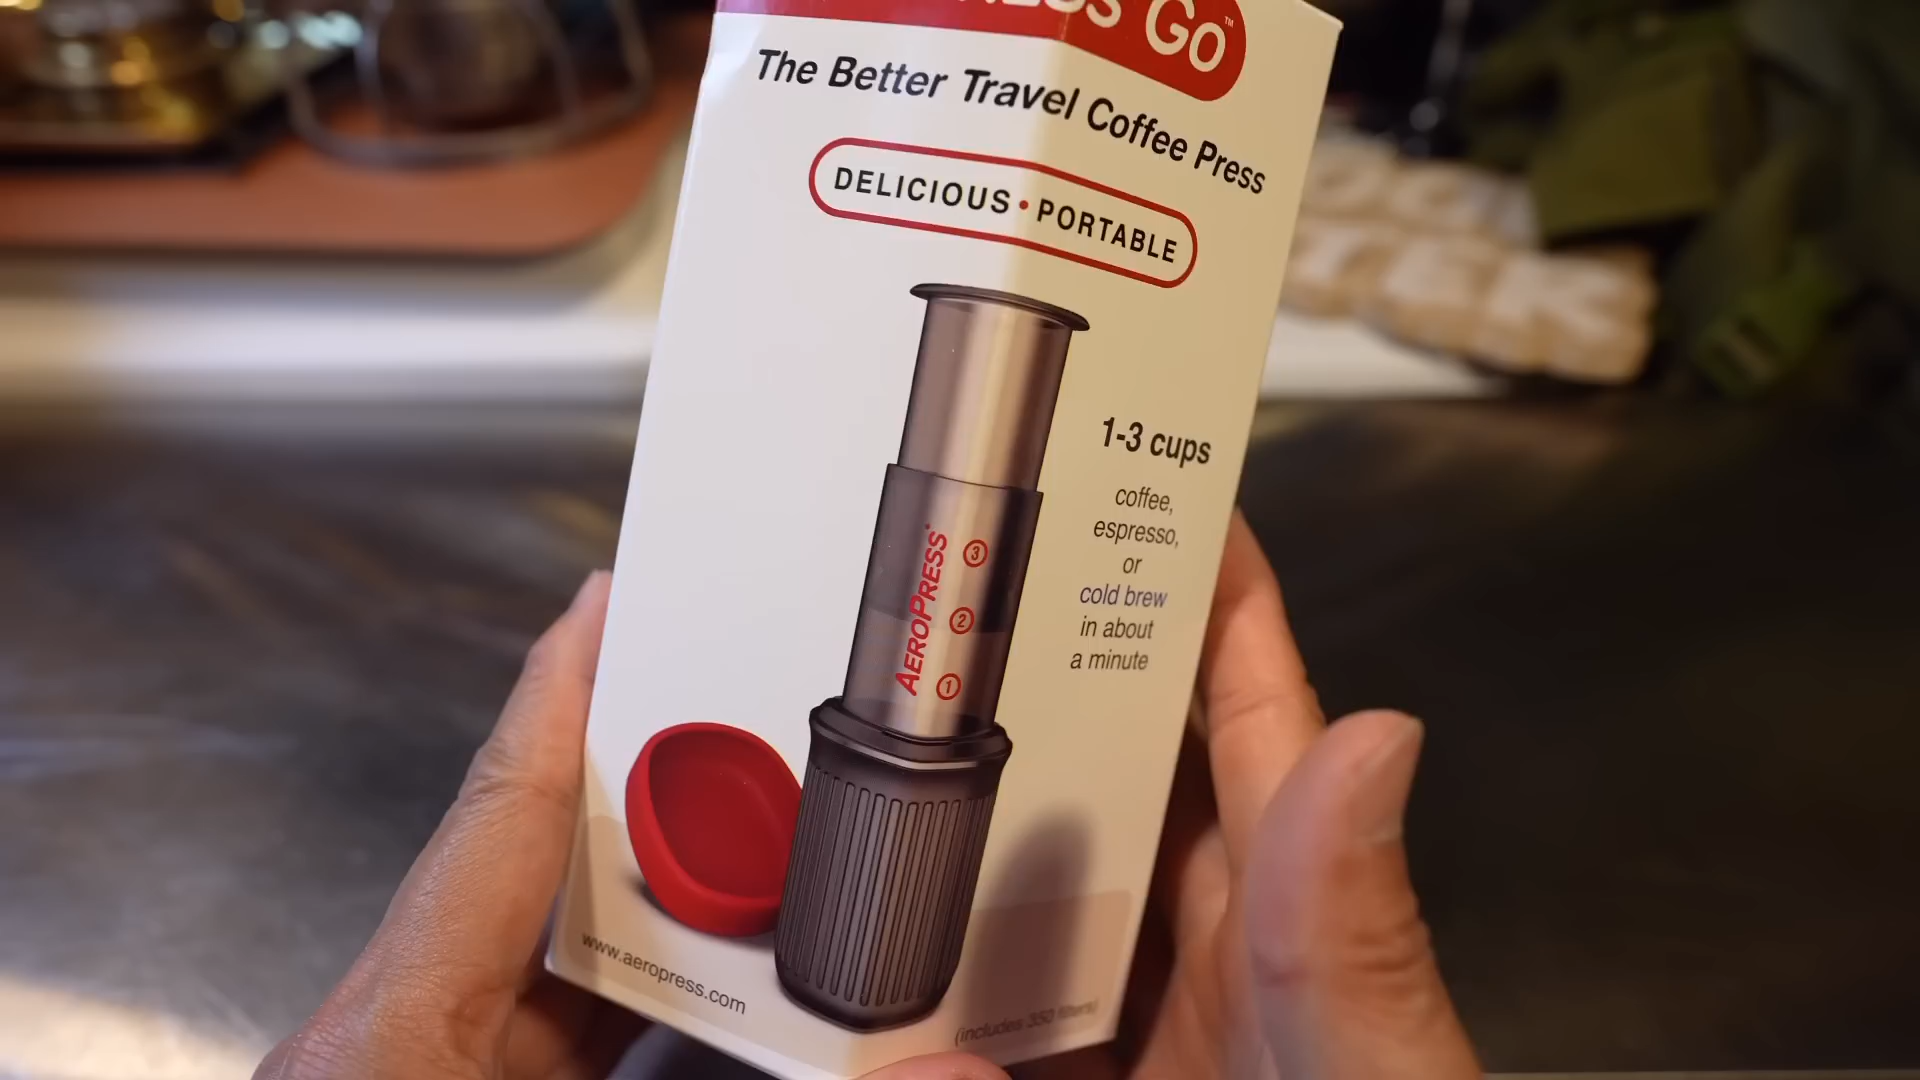 Go™
The Better Travel Coffee Press
DELICIOUS • PORTABLE
1-3 cups
coffee,
espresso,
or
cold brew
in about
a minute
AEROPRESS
3
2
1
www.aeropress.com
(includes 350 filters)